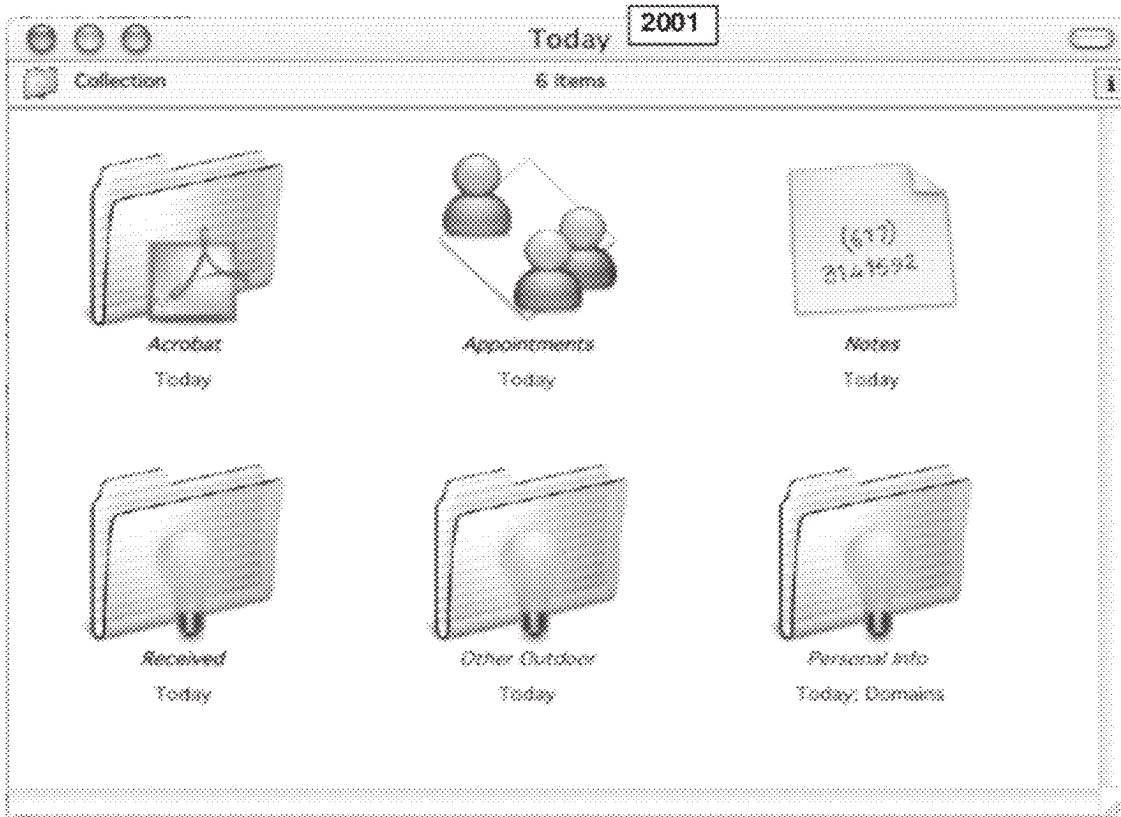 Today 2001
Collection 6 items
(617)
8141692
Acrobat Appointments Notes
Today Today Today
Received Other Outdoor Personal Info
Today Today Today; Domains